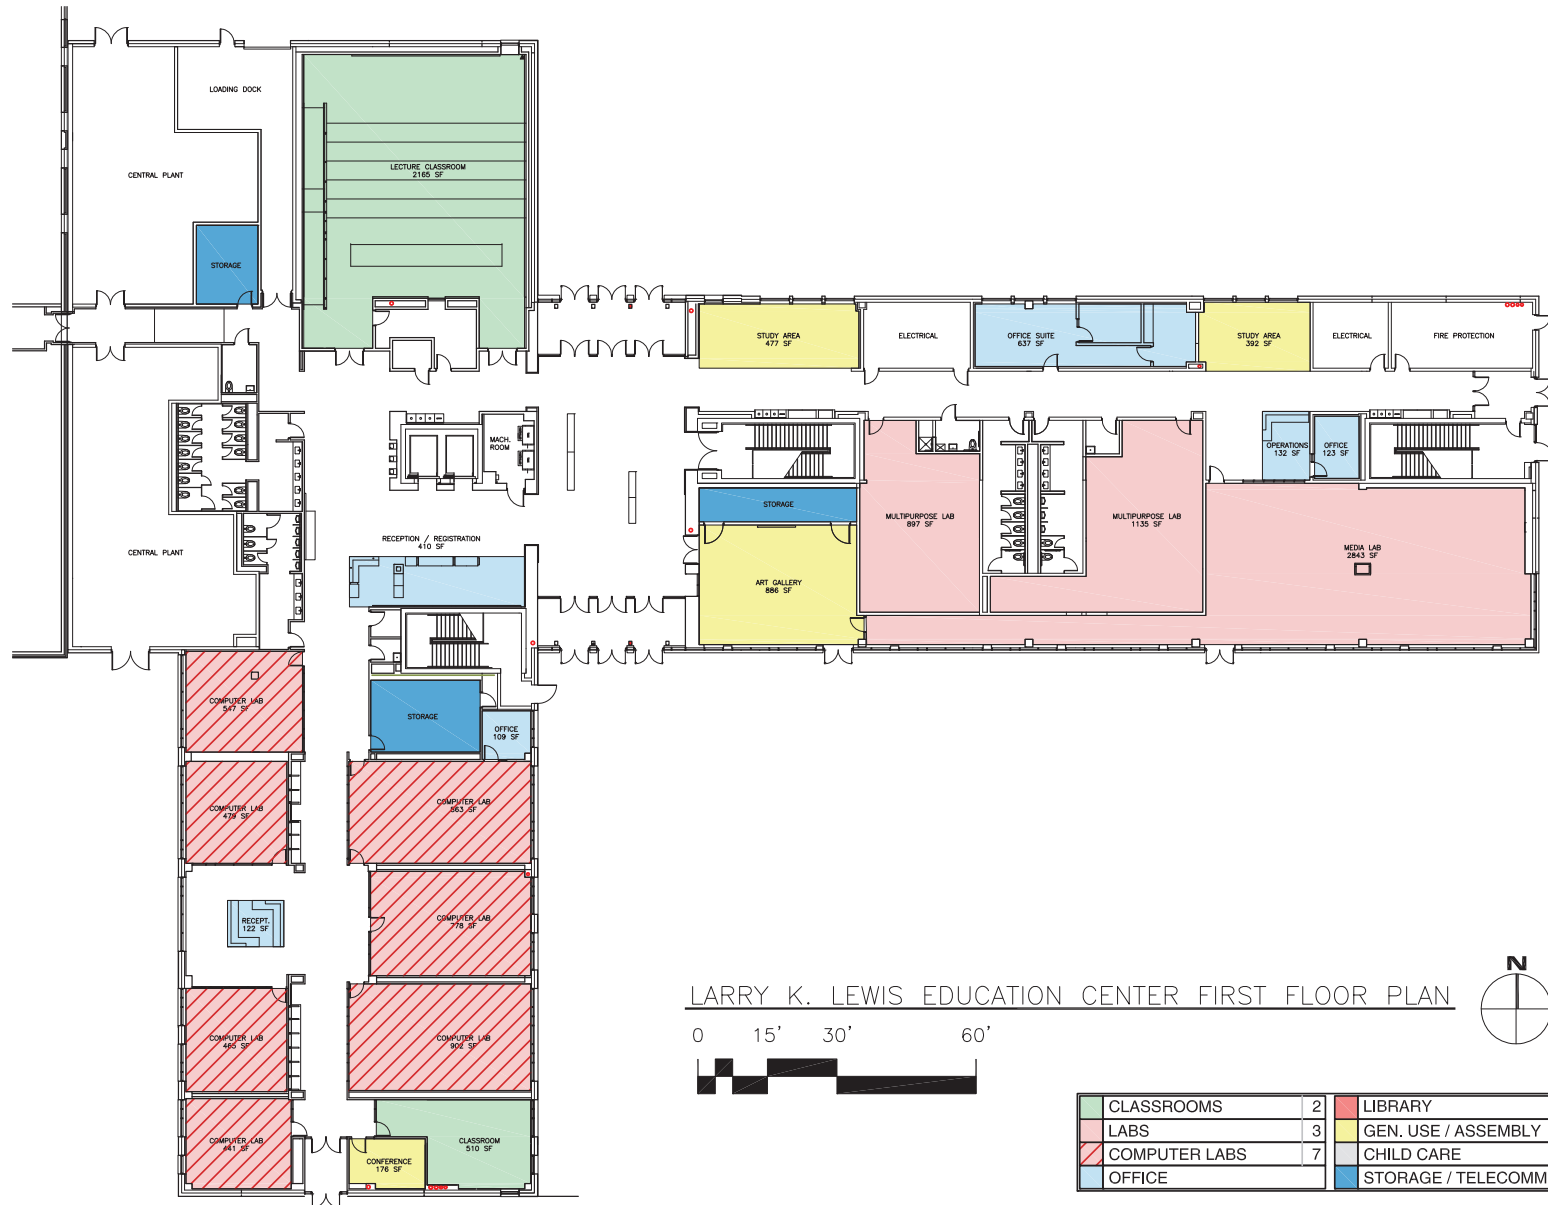 LOADING DOCK
LECTURE CLASSROOM
2165 SF
CENTRAL PLANT
STORAGE
STUDY AREA
477 SF
ELECTRICAL
OFFICE SUITE
637 SF
STUDY AREA
392 SF
ELECTRICAL
FIRE PROTECTION
MACH.
ROOM
OPERATIONS
132 SF
OFFICE
123 SF
STORAGE
MULTIPURPOSE LAB
897 SF
MULTIPURPOSE LAB
1135 SF
RECEPTION / REGISTRATION
410 SF
CENTRAL PLANT
MEDIA LAB
2843 SF
ART GALLERY
886 SF
COMPUTER LAB
547 SF
STORAGE
OFFICE
109 SF
COMPUTER LAB
479 SF
COMPUTER LAB
563 SF
RECEPT.
122 SF
COMPUTER LAB
778 SF
COMPUTER LAB
465 SF
COMPUTER LAB
902 SF
COMPUTER LAB
441 SF
CLASSROOM
510 SF
CONFERENCE
176 SF
N
LARRY K. LEWIS EDUCATION CENTER FIRST FLOOR PLAN
0 15' 30' 60'
CLASSROOMS 2 LIBRARY
LABS 3 GEN. USE / ASSEMBLY
COMPUTER LABS 7 CHILD CARE
OFFICE STORAGE / TELECOMM